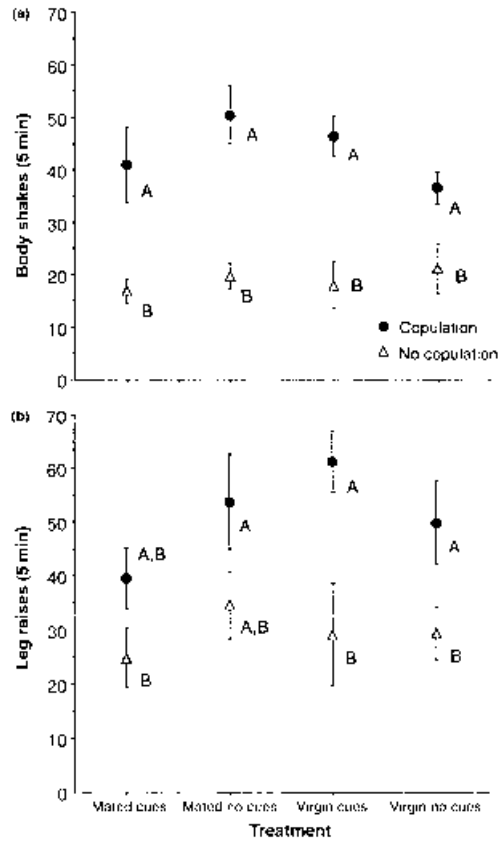 (a)
70
60
50
40
30
20
10
0
Body shakes (5 min)
A
A
A
A
B
B
B
B
Copulation
No copulation
(b)
70
60
50
40
30
20
10
0
Leg raises (5 min)
A,B
A
A
A
B
A,B
B
B
Mated cues
Mated no cues
Virgin cues
Virgin no cues
Treatment